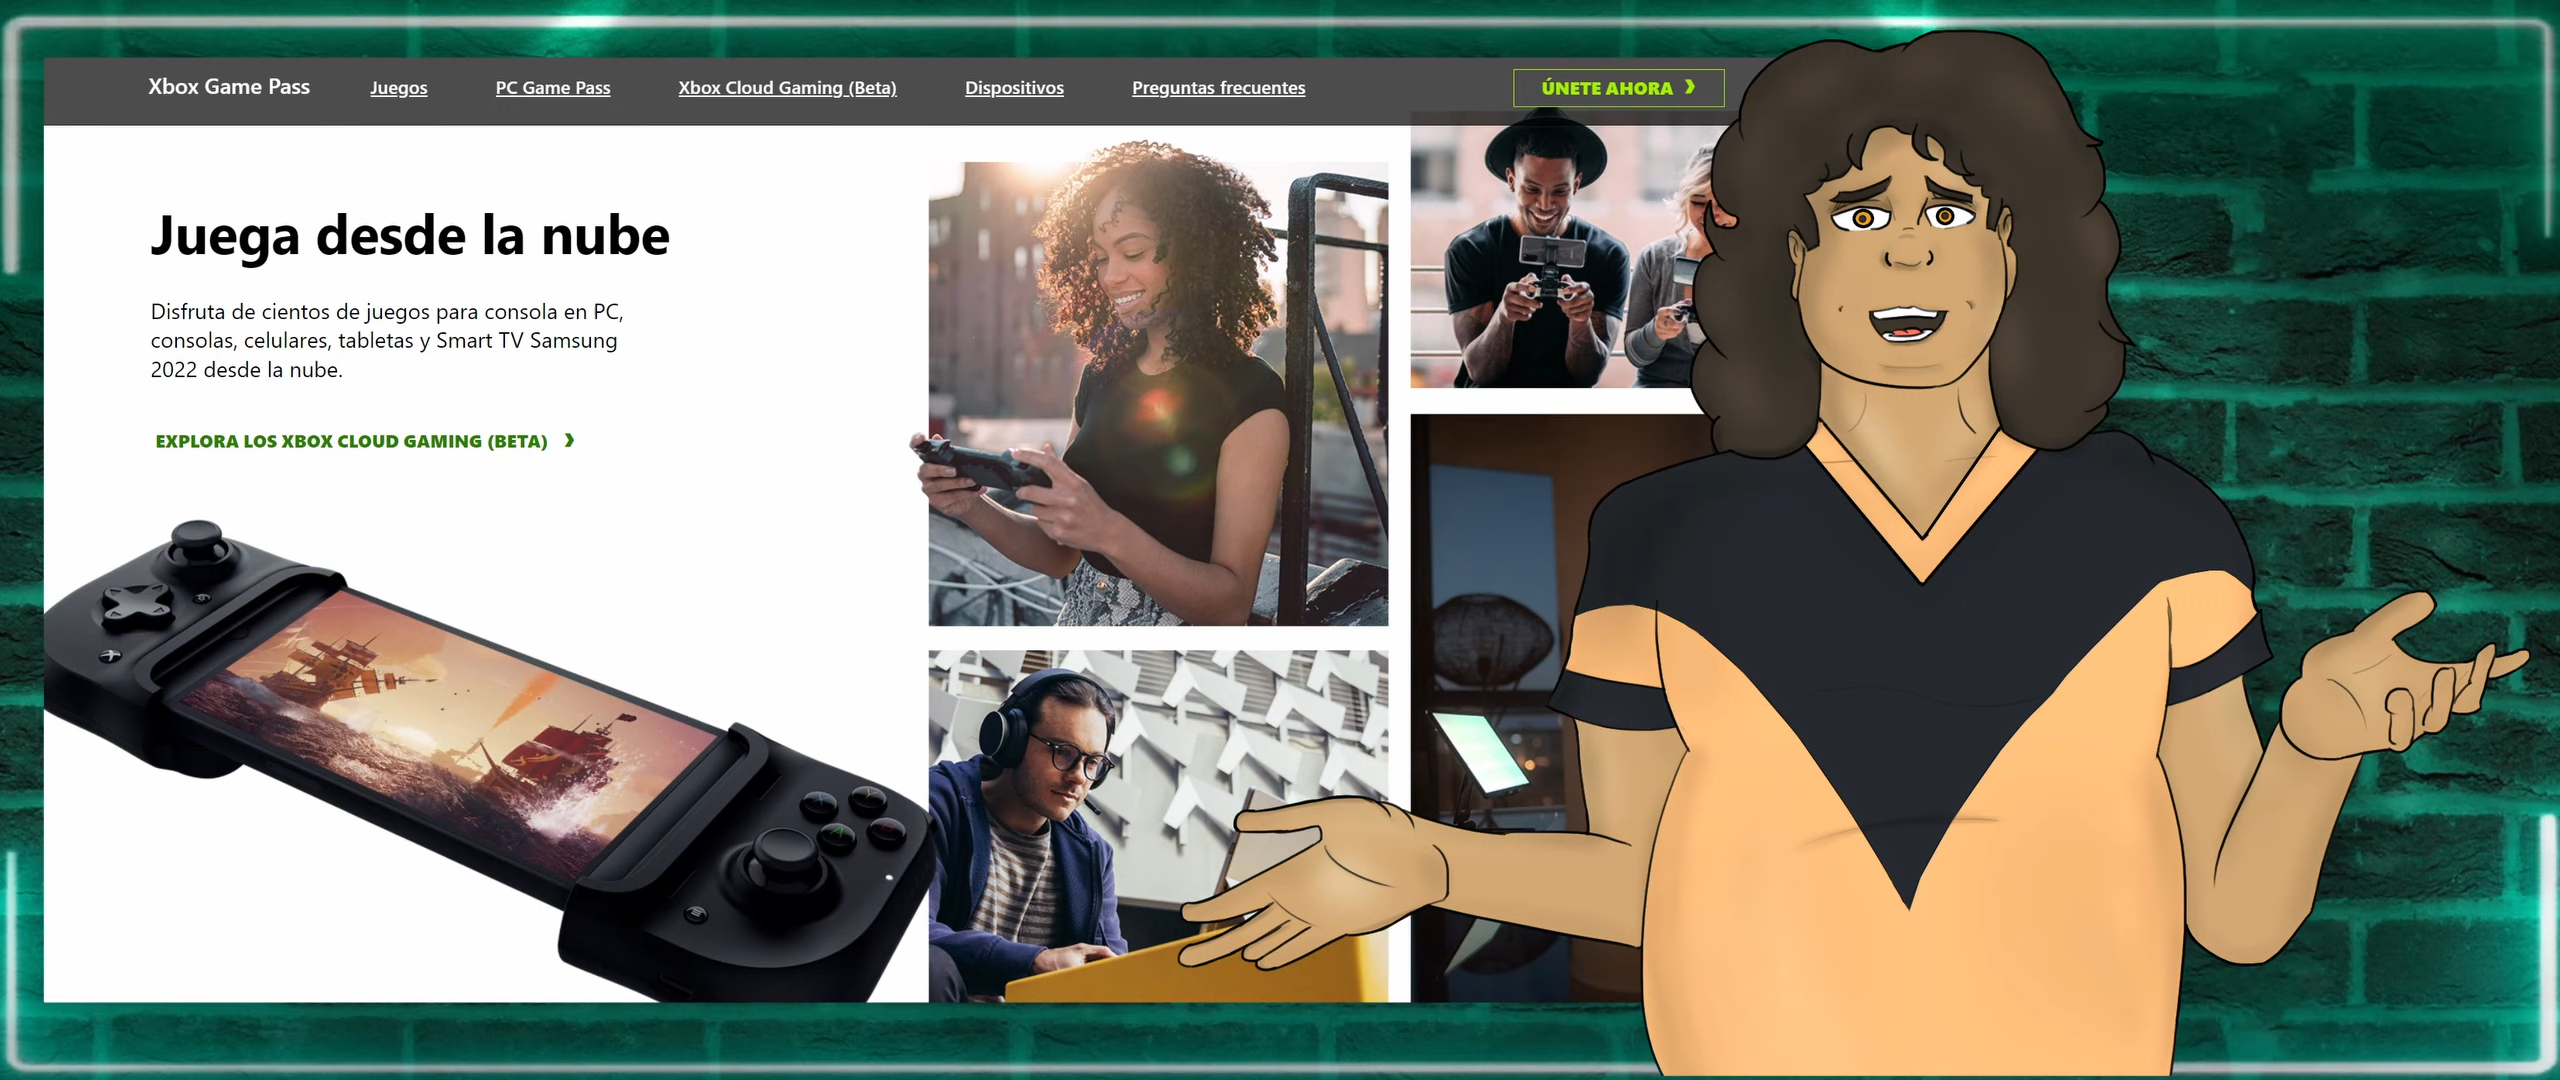 Xbox Game Pass
Juegos
PC Game Pass
Xbox Cloud Gaming (Beta)
Dispositivos
Preguntas frecuentes
ÚNETE AHORA
Juega desde la nube
Disfruta de cientos de juegos para consola en PC,
consolas, celulares, tabletas y Smart TV Samsung
2022 desde la nube.
EXPLORA LOS XBOX CLOUD GAMING (BETA)